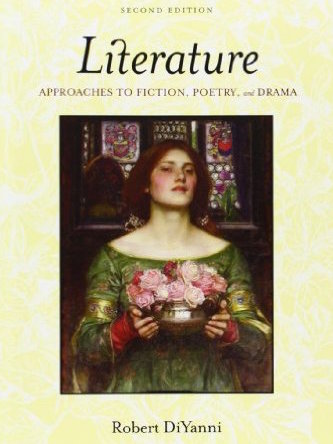 SECOND EDITION
Literature
APPROACHES TO FICTION, POETRY, and DRAMA
Robert DiYanni